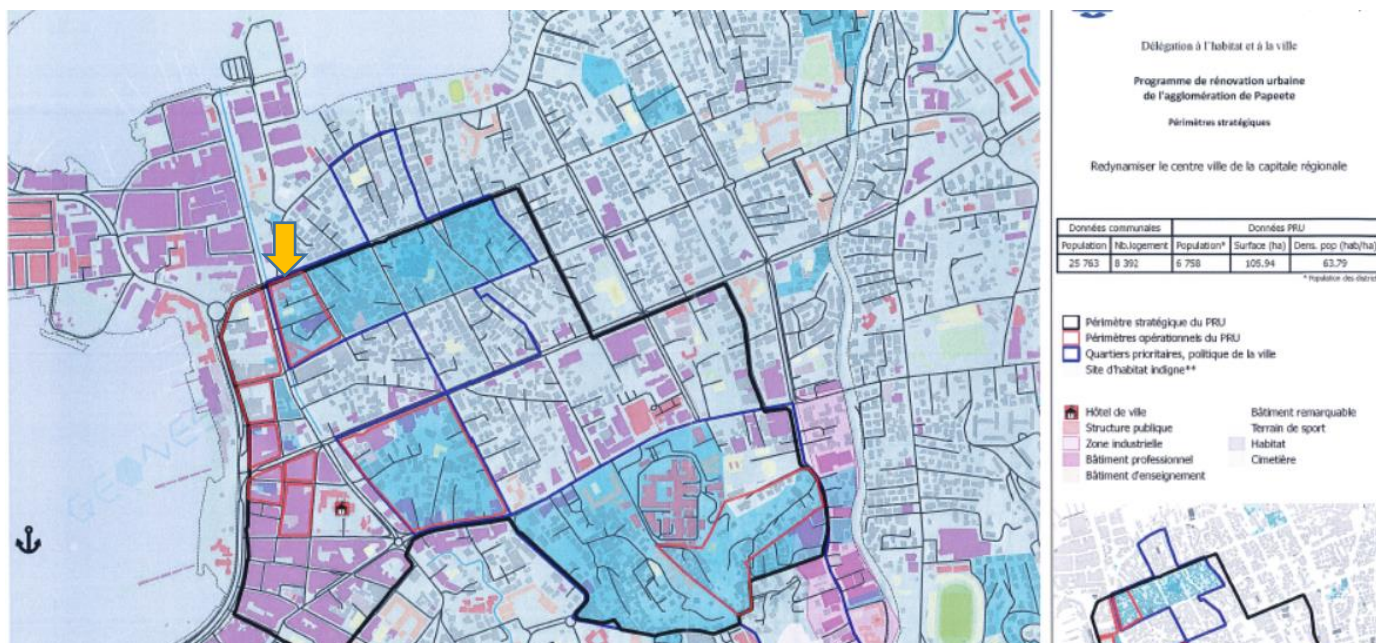 GEONES
Délégation à l'habitat et à la ville
Programme de rénovation urbaine
de l'agglomération de Papeete
Périmètres stratégiques
Redynamiser le centre ville de la capitale régionale
Données communales Données PRU
Population Nb.logement Population* Surface (ha) Dens. pop (hab/ha)
25 763 8 392 6 758 105.94 63.79
* Population des district
Périmètre stratégique du PRU
Périmètres opérationnels du PRU
Quartiers prioritaires, politique de la ville
Site d'habitat indigne**
Hôtel de ville
Structure publique
Zone industrielle
Bâtiment professionnel
Bâtiment d'enseignement
Bâtiment remarquable
Terrain de sport
Habitat
Cimetière